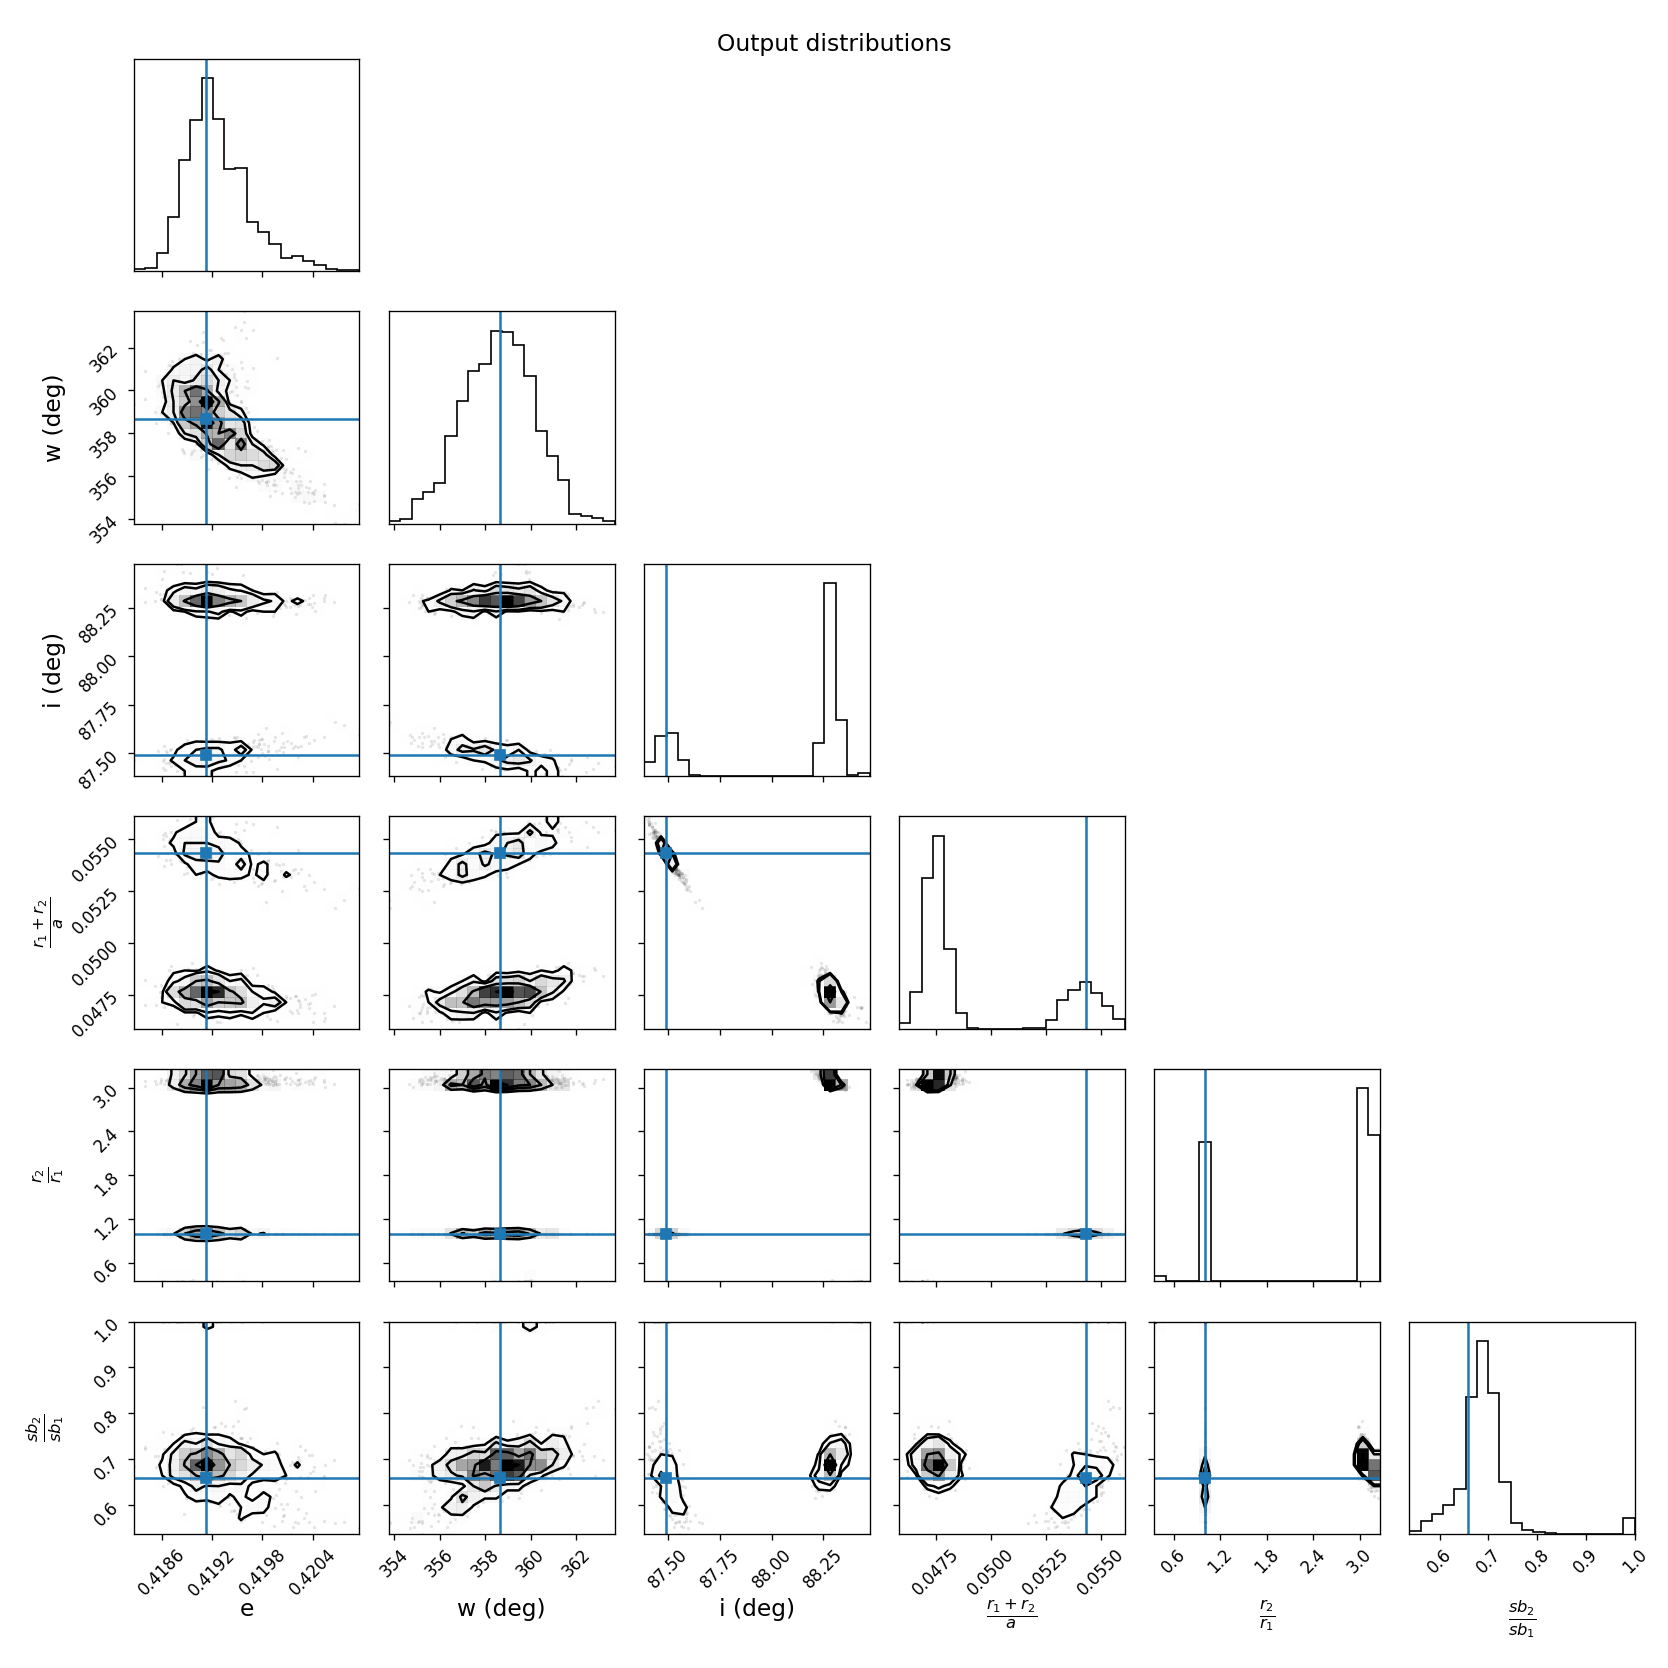 Output distributions
w (deg)
362
360
358
356
354
i (deg)
88.25
88.00
87.75
87.50
r₁ + r₂
a
0.0550
0.0525
0.0500
0.0475
r₂
r₁
3.0
2.4
1.8
1.2
0.6
sb₂
sb₁
1.0
0.9
0.8
0.7
0.6
0.4186 0.4192 0.4198 0.4204
354 356 358 360 362
87.50 87.75 88.00 88.25
0.0475 0.0500 0.0525 0.0550
0.6 1.2 1.8 2.4 3.0
0.6 0.7 0.8 0.9 1.0
e
w (deg)
i (deg)
r₁ + r₂
a
r₂
r₁
sb₂
sb₁